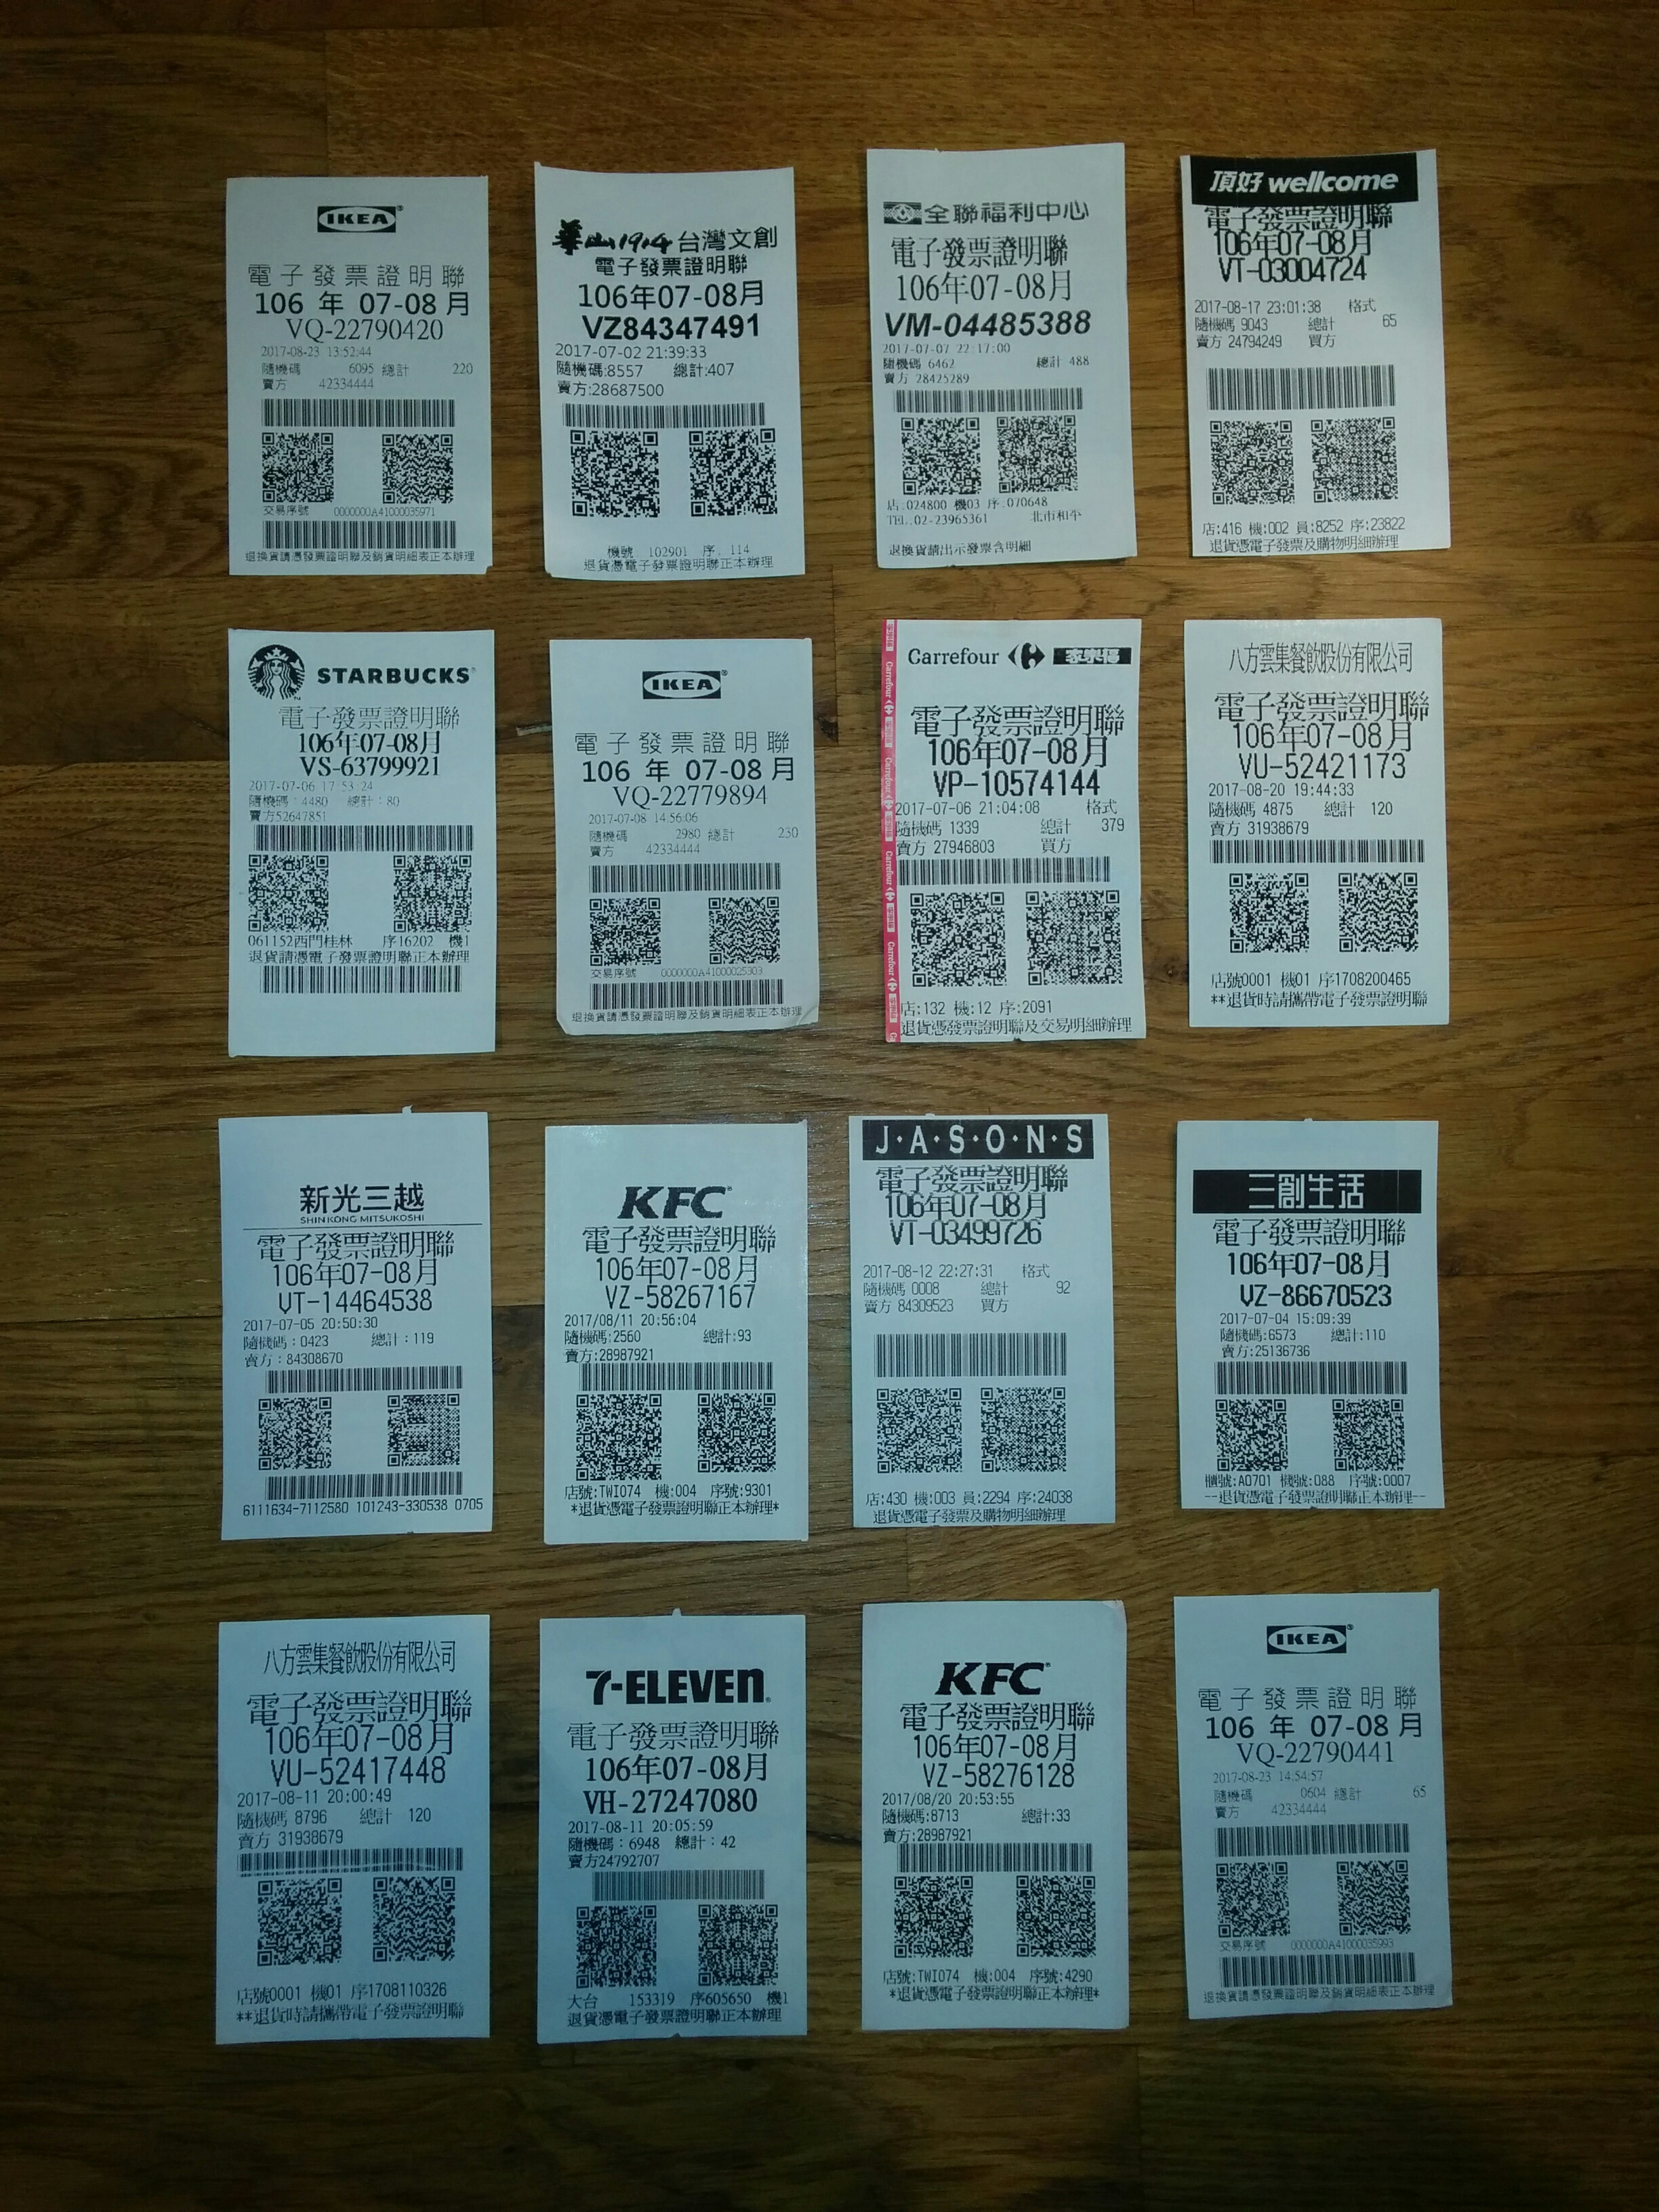 IKEA
電子發票證明聯
106 年 07-08 月
VQ-22790420
2017-08-23 13:52:44
隨機碼 6095 總計 220
賣方 42334444
交易序號 0000000A41000035971
退換貨請憑發票證明聯及銷貨明細表正本辦理
華山1914 台灣文創
電子發票證明聯
106年07-08月
VZ84347491
2017-07-02 21:39:33
隨機碼:8557 總計:407
賣方:28687500
機號 102901 序. 114
退貨憑電子發票證明聯正本辦理
全聯福利中心
電子發票證明聯
106年07-08月
VM-04485388
2017-07-07 22:17:00
隨機碼 6462 總計 488
賣方 28425289
店:024800 機03 序:070648
TEL:02-23965361 北市和平
退換貨請出示發票含明細
頂好 wellcome
電子發票證明聯
106年07-08月
VT-03004724
2017-08-17 23:01:38 格式
隨機碼 9043 總計 65
賣方 24794249 買方
店:416 機:002 員:8252 序:23822
退貨憑電子發票及購物明細辦理
STARBUCKS
電子發票證明聯
106年07-08月
VS-63799921
2017-07-06 17:53:24
隨機碼:4480 總計:80
賣方52647851
061152西門桂林 序16202 機1
退貨請憑電子發票證明聯正本辦理
IKEA
電子發票證明聯
106 年 07-08 月
VQ-22779894
2017-07-08 14:56:06
隨機碼 2980 總計 230
賣方 42334444
交易序號 0000000A41000025303
退換貨請憑發票證明聯及銷貨明細表正本辦理
Carrefour 家樂福
電子發票證明聯
106年07-08月
VP-10574144
2017-07-06 21:04:08 格式
隨機碼 1339 總計 379
賣方 27946803 買方
店:132 機:12 序:2091
退貨憑發票證明聯及交易明細辦理
八方雲集餐飲股份有限公司
電子發票證明聯
106年07-08月
VU-52421173
2017-08-20 19:44:33
隨機碼 4875 總計 120
賣方 31938679
店號0001 機01 序1708200465
**退貨時請攜帶電子發票證明聯
新光三越
SHIN KONG MITSUKOSHI
電子發票證明聯
106年07-08月
VT-14464538
2017-07-05 20:50:30
隨機碼:0423 總計:119
賣方:84308670
6111634-7112580 101243-330538 0705
KFC
電子發票證明聯
106年07-08月
VZ-58267167
2017/08/11 20:56:04
隨機碼:2560 總計:93
賣方:28987921
店號:TWI074 機:004 序號:9301
*退貨憑電子發票證明聯正本辦理*
J·A·S·O·N·S
電子發票證明聯
106年07-08月
VT-03499726
2017-08-12 22:27:31 格式
隨機碼 0008 總計 92
賣方 84309523 買方
店:430 機:003 員:2294 序:24038
退貨憑電子發票及購物明細辦理
三創生活
電子發票證明聯
106年07-08月
VZ-86670523
2017-07-04 15:09:39
隨機碼:6573 總計:110
賣方:25136736
櫃號:A0701 機號:088 序號:0007
--退貨憑電子發票證明聯正本辦理--
八方雲集餐飲股份有限公司
電子發票證明聯
106年07-08月
VU-52417448
2017-08-11 20:00:49
隨機碼 8796 總計 120
賣方 31938679
店號0001 機01 序1708110326
**退貨時請攜帶電子發票證明聯
7-ELEVEN
電子發票證明聯
106年07-08月
VH-27247080
2017-08-11 20:05:59
隨機碼:6948 總計:42
賣方24792707
大台 153319 序605650 機1
退貨憑電子發票證明聯正本辦理
KFC
電子發票證明聯
106年07-08月
VZ-58276128
2017/08/20 20:53:55
隨機碼:8713 總計:33
賣方:28987921
店號:TWI074 機:004 序號:4290
*退貨憑電子發票證明聯正本辦理*
IKEA
電子發票證明聯
106 年 07-08 月
VQ-22790441
2017-08-23 14:54:57
隨機碼 0604 總計 65
賣方 42334444
交易序號 0000000A41000035993
退換貨請憑發票證明聯及銷貨明細表正本辦理